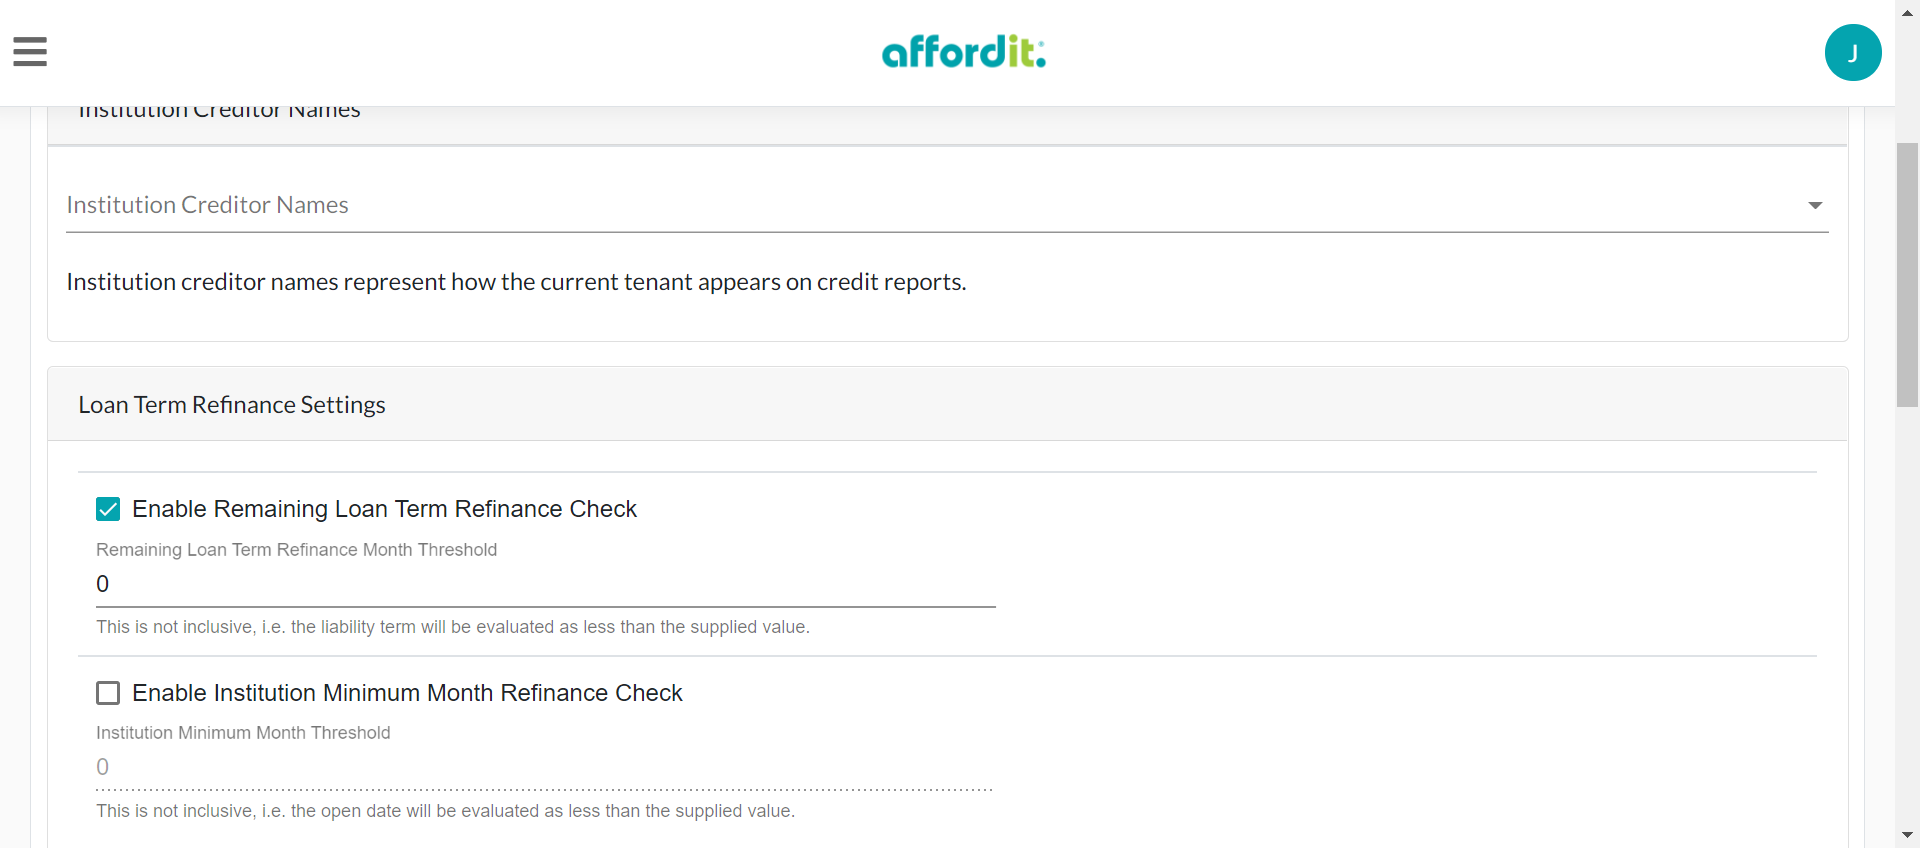 affordit:
J
Institution Creditor Names
Institution Creditor Names
Institution creditor names represent how the current tenant appears on credit reports.
Loan Term Refinance Settings
Enable Remaining Loan Term Refinance Check
Remaining Loan Term Refinance Month Threshold
0
This is not inclusive, i.e. the liability term will be evaluated as less than the supplied value.
Enable Institution Minimum Month Refinance Check
Institution Minimum Month Threshold
0
This is not inclusive, i.e. the open date will be evaluated as less than the supplied value.